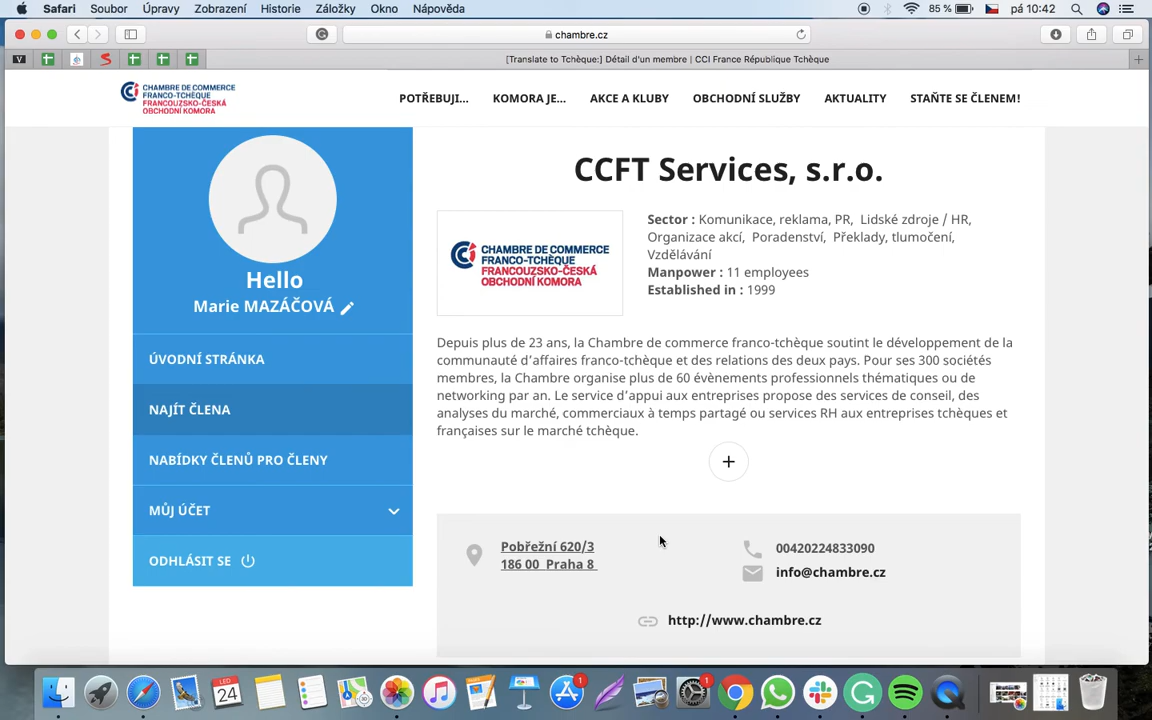 Safari Soubor Úpravy Zobrazení Historie Záložky Okno Nápověda 85 % pá 10:42
chambre.cz
[Translate to Tchèque:] Détail d'un membre | CCI France République Tchèque
CHAMBRE DE COMMERCE
FRANCO-TCHÈQUE
FRANCOUZSKO-ČESKÁ
OBCHODNÍ KOMORA
POTŘEBUJI... KOMORA JE... AKCE A KLUBY OBCHODNÍ SLUŽBY AKTUALITY STAŇTE SE ČLENEM!
Hello
Marie MAZÁČOVÁ
ÚVODNÍ STRÁNKA
NAJÍT ČLENA
NABÍDKY ČLENŮ PRO ČLENY
MŮJ ÚČET
ODHLÁSIT SE
CCFT Services, s.r.o.
CHAMBRE DE COMMERCE
FRANCO-TCHÈQUE
FRANCOUZSKO-ČESKÁ
OBCHODNÍ KOMORA
Sector : Komunikace, reklama, PR, Lidské zdroje / HR,
Organizace akcí, Poradenství, Překlady, tlumočení,
Vzdělávání
Manpower : 11 employees
Established in : 1999
Depuis plus de 23 ans, la Chambre de commerce franco-tchèque soutint le développement de la
communauté d'affaires franco-tchèque et des relations des deux pays. Pour ses 300 sociétés
membres, la Chambre organise plus de 60 évènements professionnels thématiques ou de
networking par an. Le service d'appui aux entreprises propose des services de conseil, des
analyses du marché, commerciaux à temps partagé ou services RH aux entreprises tchèques et
françaises sur le marché tchèque.
+
Pobřežní 620/3
186 00 Praha 8
00420224833090
info@chambre.cz
http://www.chambre.cz
LED
24
1
1